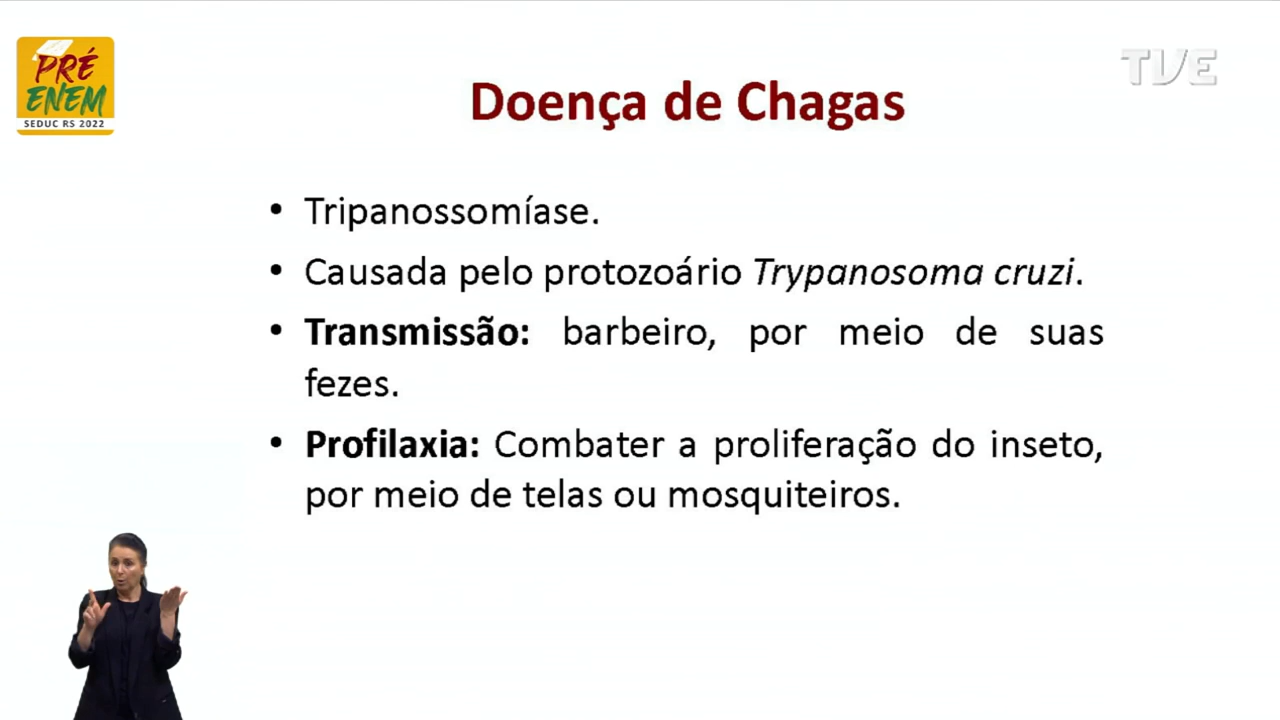 PRÉ
ENEM
SEDUC RS 2022
TVE
Doença de Chagas
• Tripanossomíase.
• Causada pelo protozoário Trypanosoma cruzi.
• Transmissão: barbeiro, por meio de suas
fezes.
• Profilaxia: Combater a proliferação do inseto,
por meio de telas ou mosquiteiros.